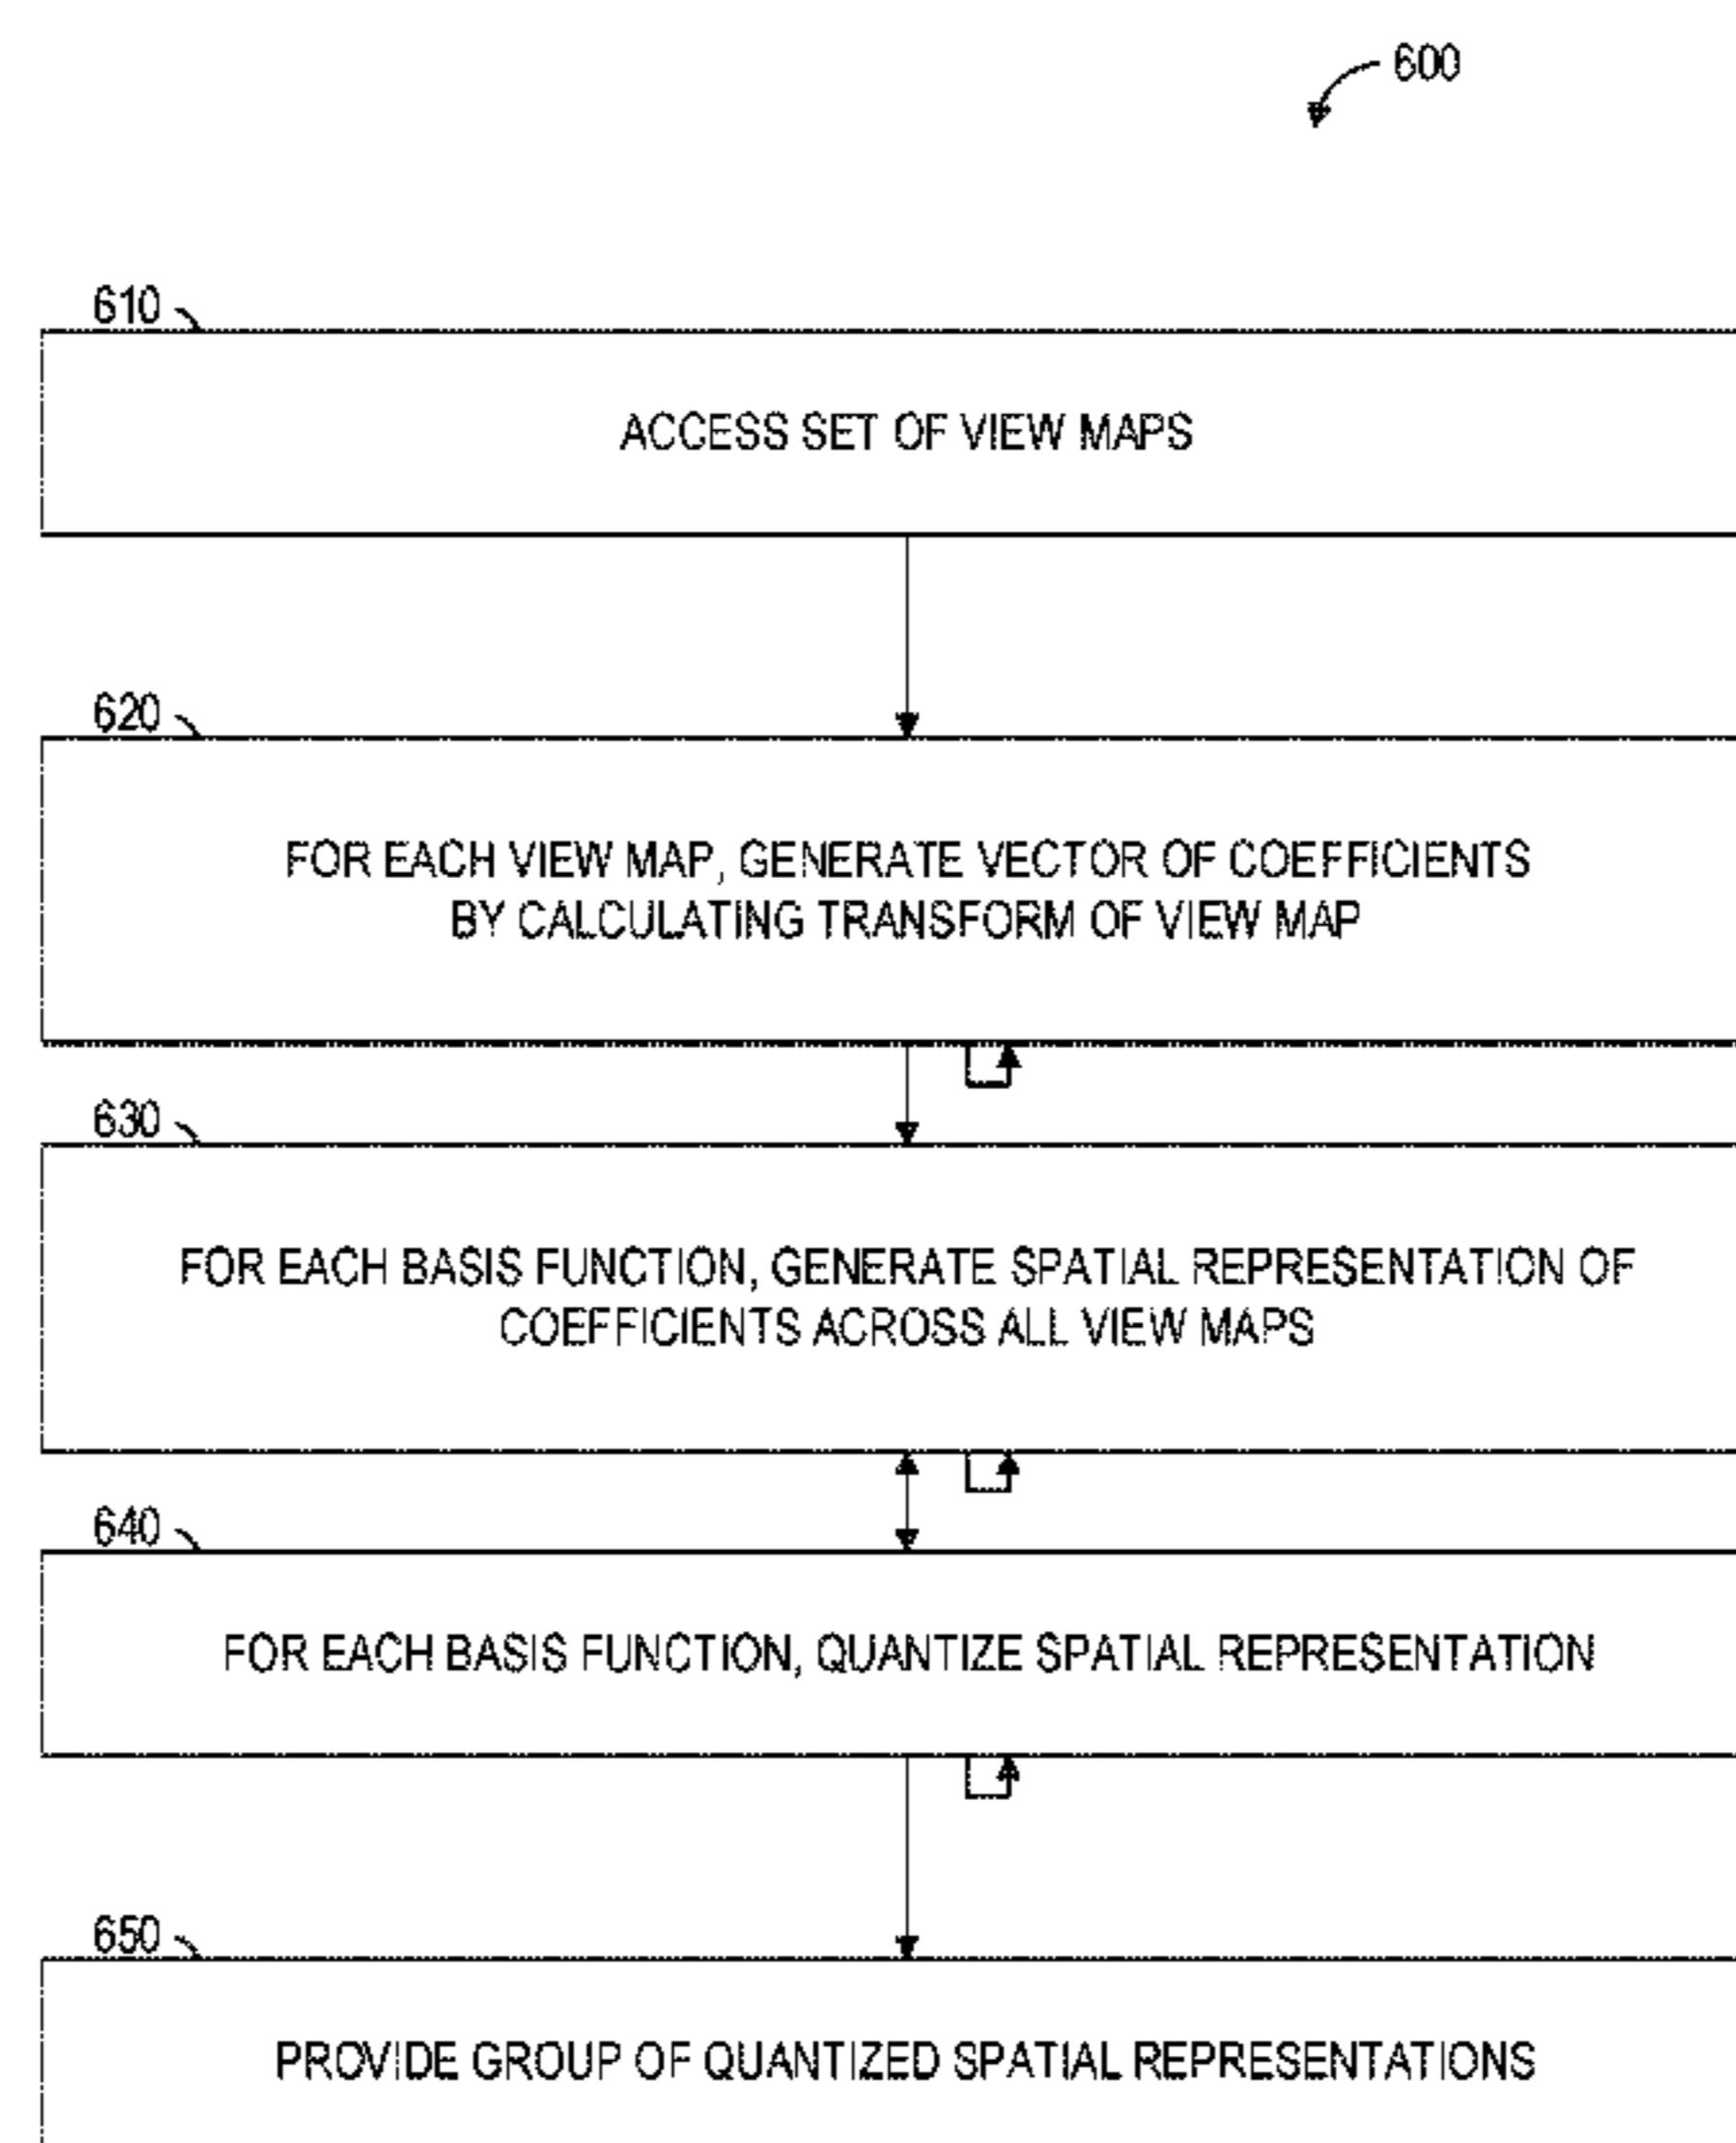 600
610
ACCESS SET OF VIEW MAPS
620
FOR EACH VIEW MAP, GENERATE VECTOR OF COEFFICIENTS
BY CALCULATING TRANSFORM OF VIEW MAP
630
FOR EACH BASIS FUNCTION, GENERATE SPATIAL REPRESENTATION OF
COEFFICIENTS ACROSS ALL VIEW MAPS
640
FOR EACH BASIS FUNCTION, QUANTIZE SPATIAL REPRESENTATION
650
PROVIDE GROUP OF QUANTIZED SPATIAL REPRESENTATIONS